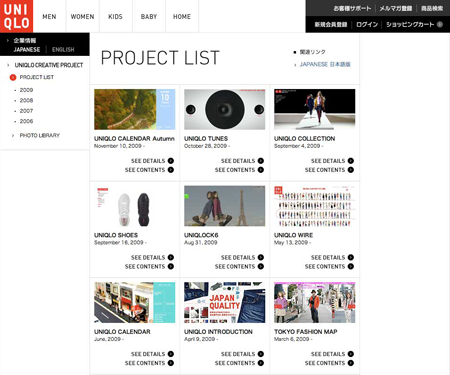 UNI
QLO
MEN WOMEN KIDS BABY HOME
お客様サポート メルマガ登録 商品検索
新規会員登録 ログイン ショッピングカート
企業情報
JAPANESE ENGLISH
UNIQLO CREATIVE PROJECT
PROJECT LIST
2009
2008
2007
2006
PHOTO LIBRARY
PROJECT LIST
関連リンク
JAPANESE 日本語版
10
UNIQLO CALENDAR Autumn
November 10, 2009 -
SEE DETAILS
SEE CONTENTS
UNIQLO TUNES
October 28, 2009 -
SEE DETAILS
SEE CONTENTS
UNIQLO COLLECTION
September 4, 2009 -
SEE DETAILS
SEE CONTENTS
UNIQLO SHOES
September 16, 2009 -
SEE DETAILS
SEE CONTENTS
UNIQLOCK6
Aug 31, 2009
SEE DETAILS
SEE CONTENTS
UNIQLO WIRE
May 13, 2009 -
SEE DETAILS
SEE CONTENTS
UNIQLO CALENDAR
June, 2009 -
SEE DETAILS
SEE CONTENTS
JAPAN
QUALITY
UNIQLO INTRODUCTION
April 9, 2009 -
SEE DETAILS
SEE CONTENTS
TOKYO FASHION MAP
March 6, 2009 -
SEE DETAILS
SEE CONTENTS